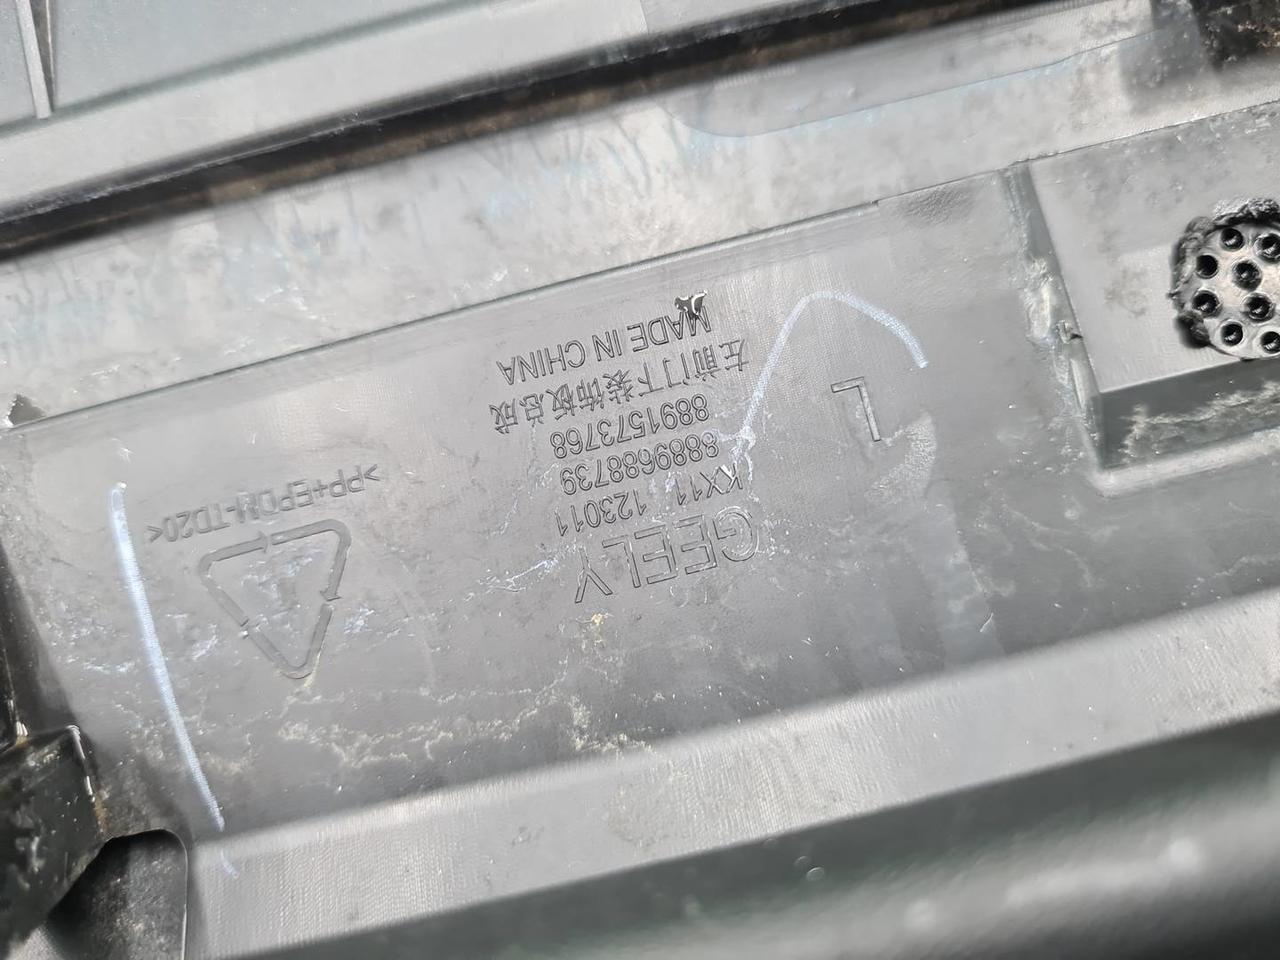 GEELY
KX11 123011
8889688739
8891573768
左前门下装饰板总成
MADE IN CHINA
L
>PP+EPDM-TD20<